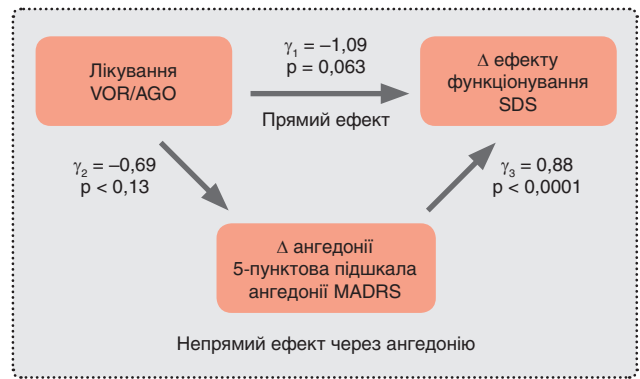 γ₁ = –1,09
p = 0,063
Лікування
VOR/AGO
Δ ефекту
функціонування
SDS
Прямий ефект
γ₂ = –0,69
p < 0,13
γ₃ = 0,88
p < 0,0001
Δ ангедонії
5-пунктова підшкала
ангедонії MADRS
Непрямий ефект через ангедонію